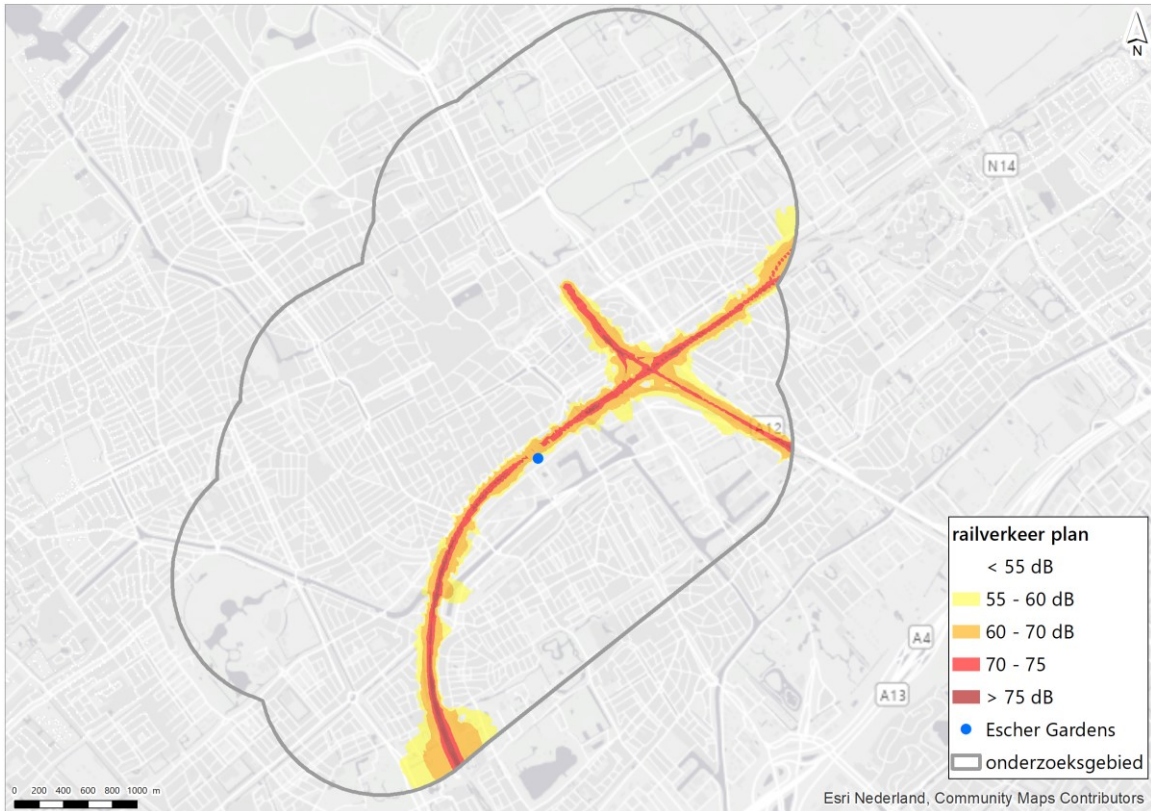 N
N14
A12
railverkeer plan
< 55 dB
55 - 60 dB
60 - 70 dB
70 - 75
> 75 dB
Escher Gardens
onderzoeksgebied
A4
A13
0 200 400 600 800 1000 m
Esri Nederland, Community Maps Contributors